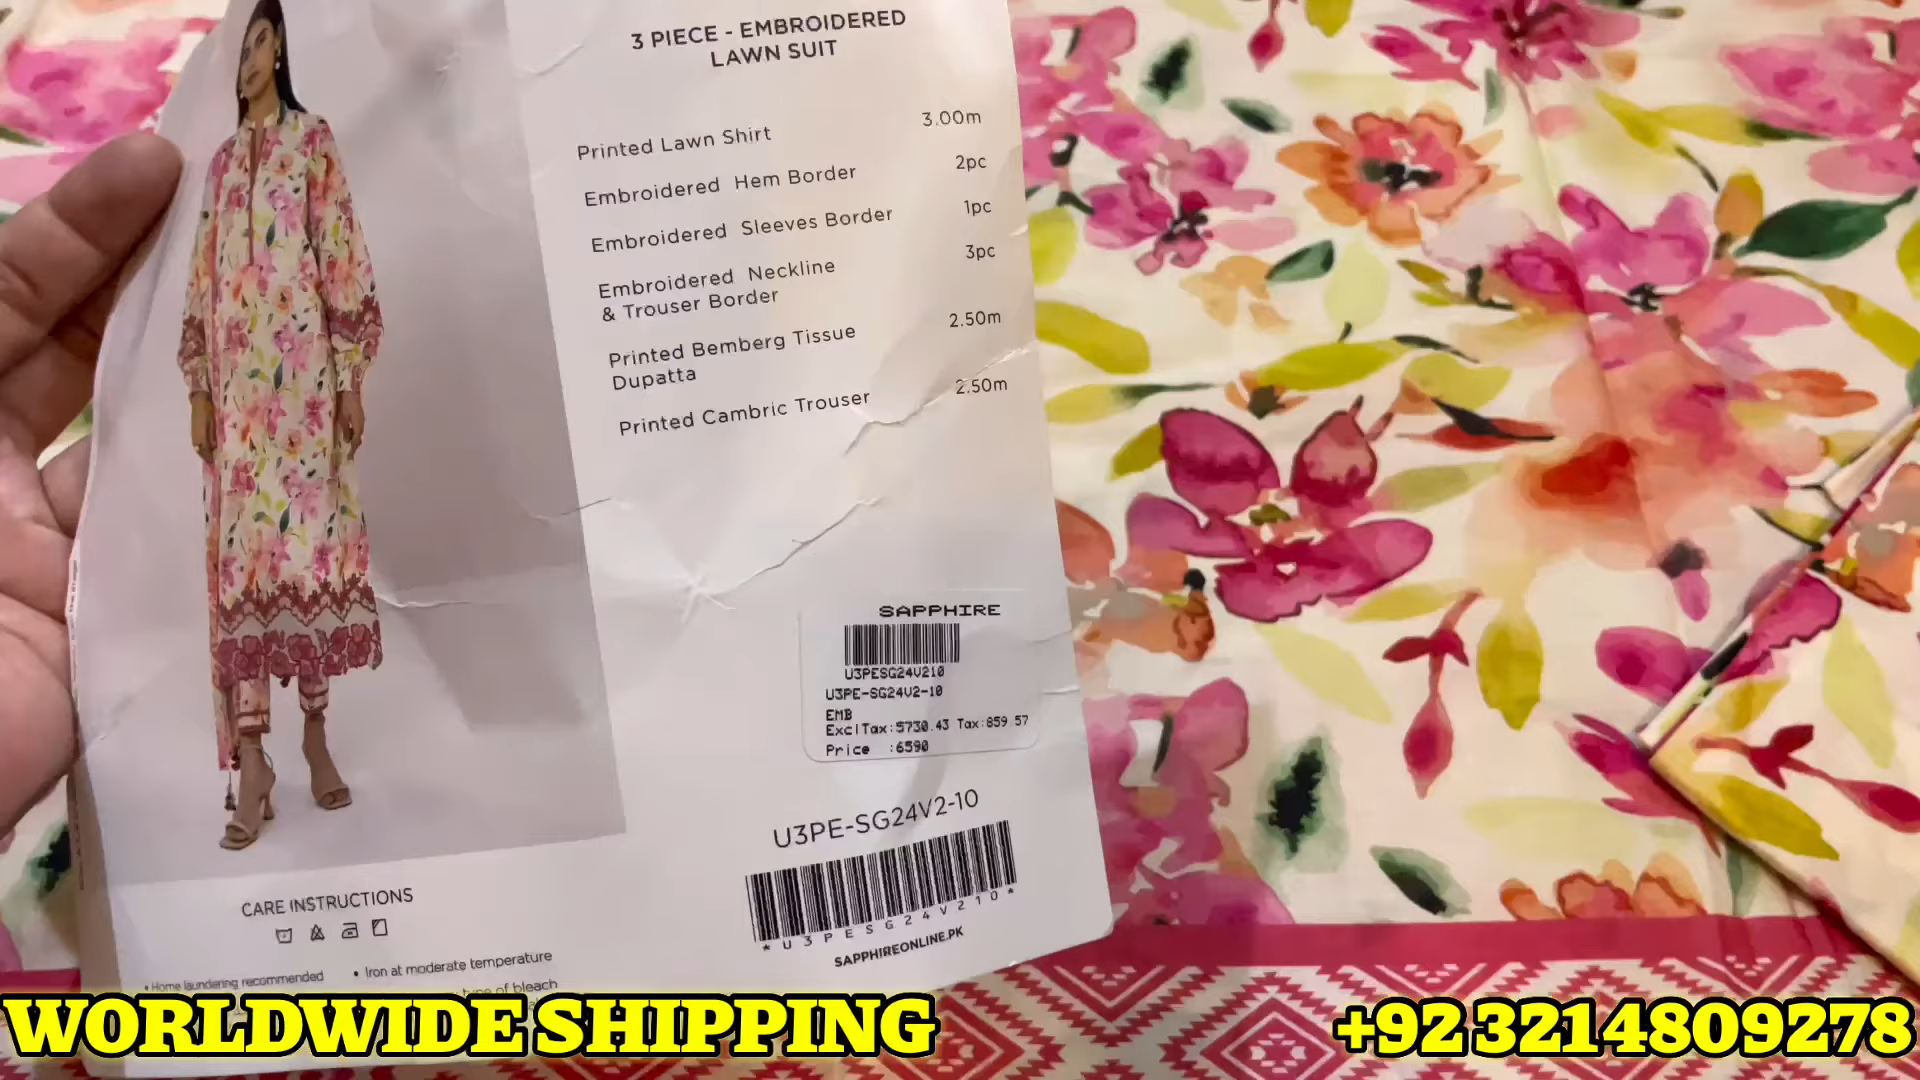 3 PIECE - EMBROIDERED
LAWN SUIT
Printed Lawn Shirt 3.00m
Embroidered Hem Border 2pc
Embroidered Sleeves Border 1pc
Embroidered Neckline 3pc
& Trouser Border
Printed Bemberg Tissue 2.50m
Dupatta
Printed Cambric Trouser 2.50m
SAPPHIRE
U3PESG24V210
U3PE-SG24V2-10
EMB
ExclTax:5730.43 Tax:859.57
Price :6590
U3PE-SG24V2-10
*U3PESG24V210*
SAPPHIREONLINE.PK
CARE INSTRUCTIONS
• Home laundering recommended
• Iron at moderate temperature
type of bleach
WORLDWIDE SHIPPING
+92 3214809278